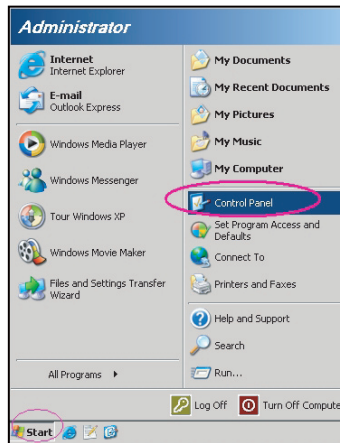 Administrator
Internet
Internet Explorer
E-mail
Outlook Express
Windows Media Player
Windows Messenger
Tour Windows XP
Windows Movie Maker
Files and Settings Transfer
Wizard
All Programs
My Documents
My Recent Documents
My Pictures
My Music
My Computer
Control Panel
Set Program Access and
Defaults
Connect To
Printers and Faxes
Help and Support
Search
Run...
Log Off
Turn Off Compute
Start